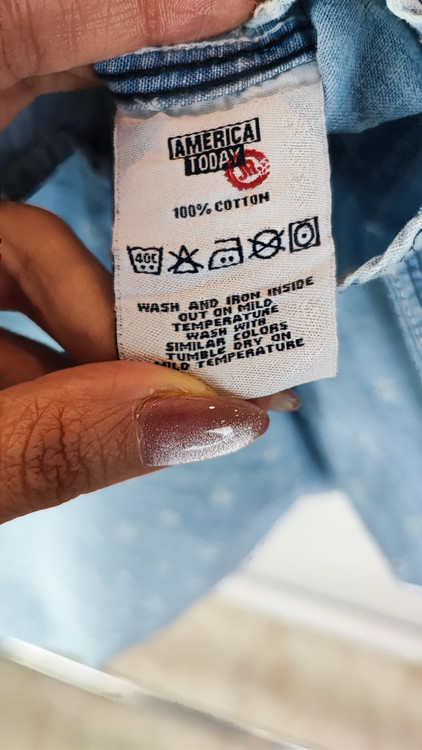 AMERICA
TODAY
JR.
100% COTTON
40C
WASH AND IRON INSIDE
OUT ON MILD
TEMPERATURE
WASH WITH
SIMILAR COLORS
TUMBLE DRY ON
MILD TEMPERATURE